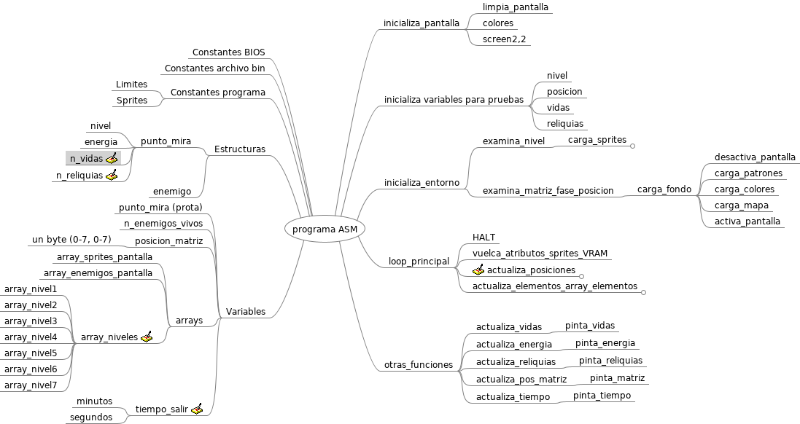 programa ASM
Constantes BIOS
Constantes archivo bin
Constantes programa
Limites
Sprites
Estructuras
punto_mira
nivel
energia
n_vidas
n_reliquias
enemigo
Variables
punto_mira (prota)
n_enemigos_vivos
posicion_matriz
un byte (0-7, 0-7)
arrays
array_sprites_pantalla
array_enemigos_pantalla
array_niveles
array_nivel1
array_nivel2
array_nivel3
array_nivel4
array_nivel5
array_nivel6
array_nivel7
tiempo_salir
minutos
segundos
inicializa_pantalla
limpia_pantalla
colores
screen2,2
inicializa variables para pruebas
nivel
posicion
vidas
reliquias
inicializa_entorno
examina_nivel
carga_sprites
examina_matriz_fase_posicion
carga_fondo
desactiva_pantalla
carga_patrones
carga_colores
carga_mapa
activa_pantalla
loop_principal
HALT
vuelca_atributos_sprites_VRAM
actualiza_posiciones
actualiza_elementos_array_elementos
otras_funciones
actualiza_vidas
pinta_vidas
actualiza_energia
pinta_energia
actualiza_reliquias
pinta_reliquias
actualiza_pos_matriz
pinta_matriz
actualiza_tiempo
pinta_tiempo